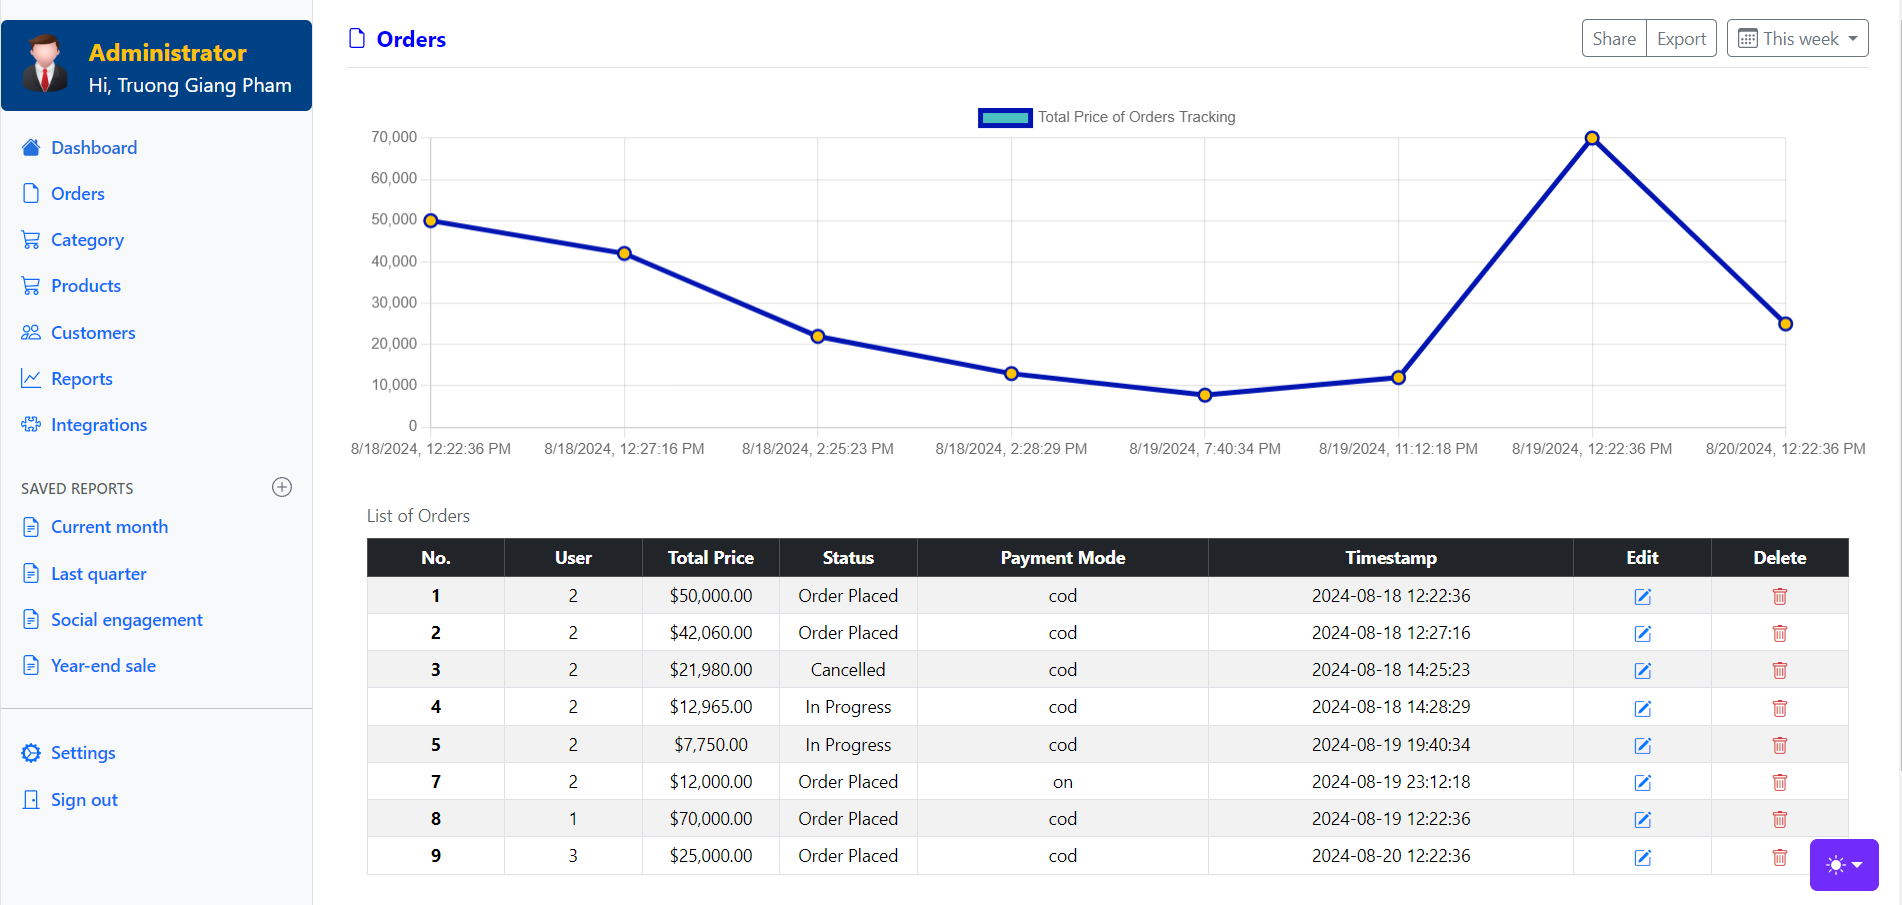 Administrator
Hi, Truong Giang Pham
Dashboard
Orders
Category
Products
Customers
Reports
Integrations
SAVED REPORTS
Current month
Last quarter
Social engagement
Year-end sale
Settings
Sign out
Orders
Share Export This week
Total Price of Orders Tracking
70,000
60,000
50,000
40,000
30,000
20,000
10,000
0
8/18/2024, 12:22:36 PM 8/18/2024, 12:27:16 PM 8/18/2024, 2:25:23 PM 8/18/2024, 2:28:29 PM 8/19/2024, 7:40:34 PM 8/19/2024, 11:12:18 PM 8/19/2024, 12:22:36 PM 8/20/2024, 12:22:36 PM
List of Orders
No. User Total Price Status Payment Mode Timestamp Edit Delete
1 2 $50,000.00 Order Placed cod 2024-08-18 12:22:36
2 2 $42,060.00 Order Placed cod 2024-08-18 12:27:16
3 2 $21,980.00 Cancelled cod 2024-08-18 14:25:23
4 2 $12,965.00 In Progress cod 2024-08-18 14:28:29
5 2 $7,750.00 In Progress cod 2024-08-19 19:40:34
7 2 $12,000.00 Order Placed on 2024-08-19 23:12:18
8 1 $70,000.00 Order Placed cod 2024-08-19 12:22:36
9 3 $25,000.00 Order Placed cod 2024-08-20 12:22:36